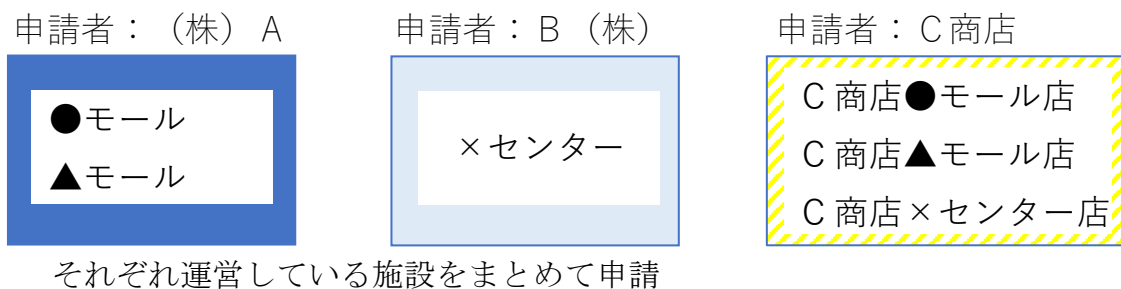 申請者：（株）A
●モール
▲モール
申請者：B（株）
×センター
申請者：C商店
C商店●モール店
C商店▲モール店
C商店×センター店
それぞれ運営している施設をまとめて申請